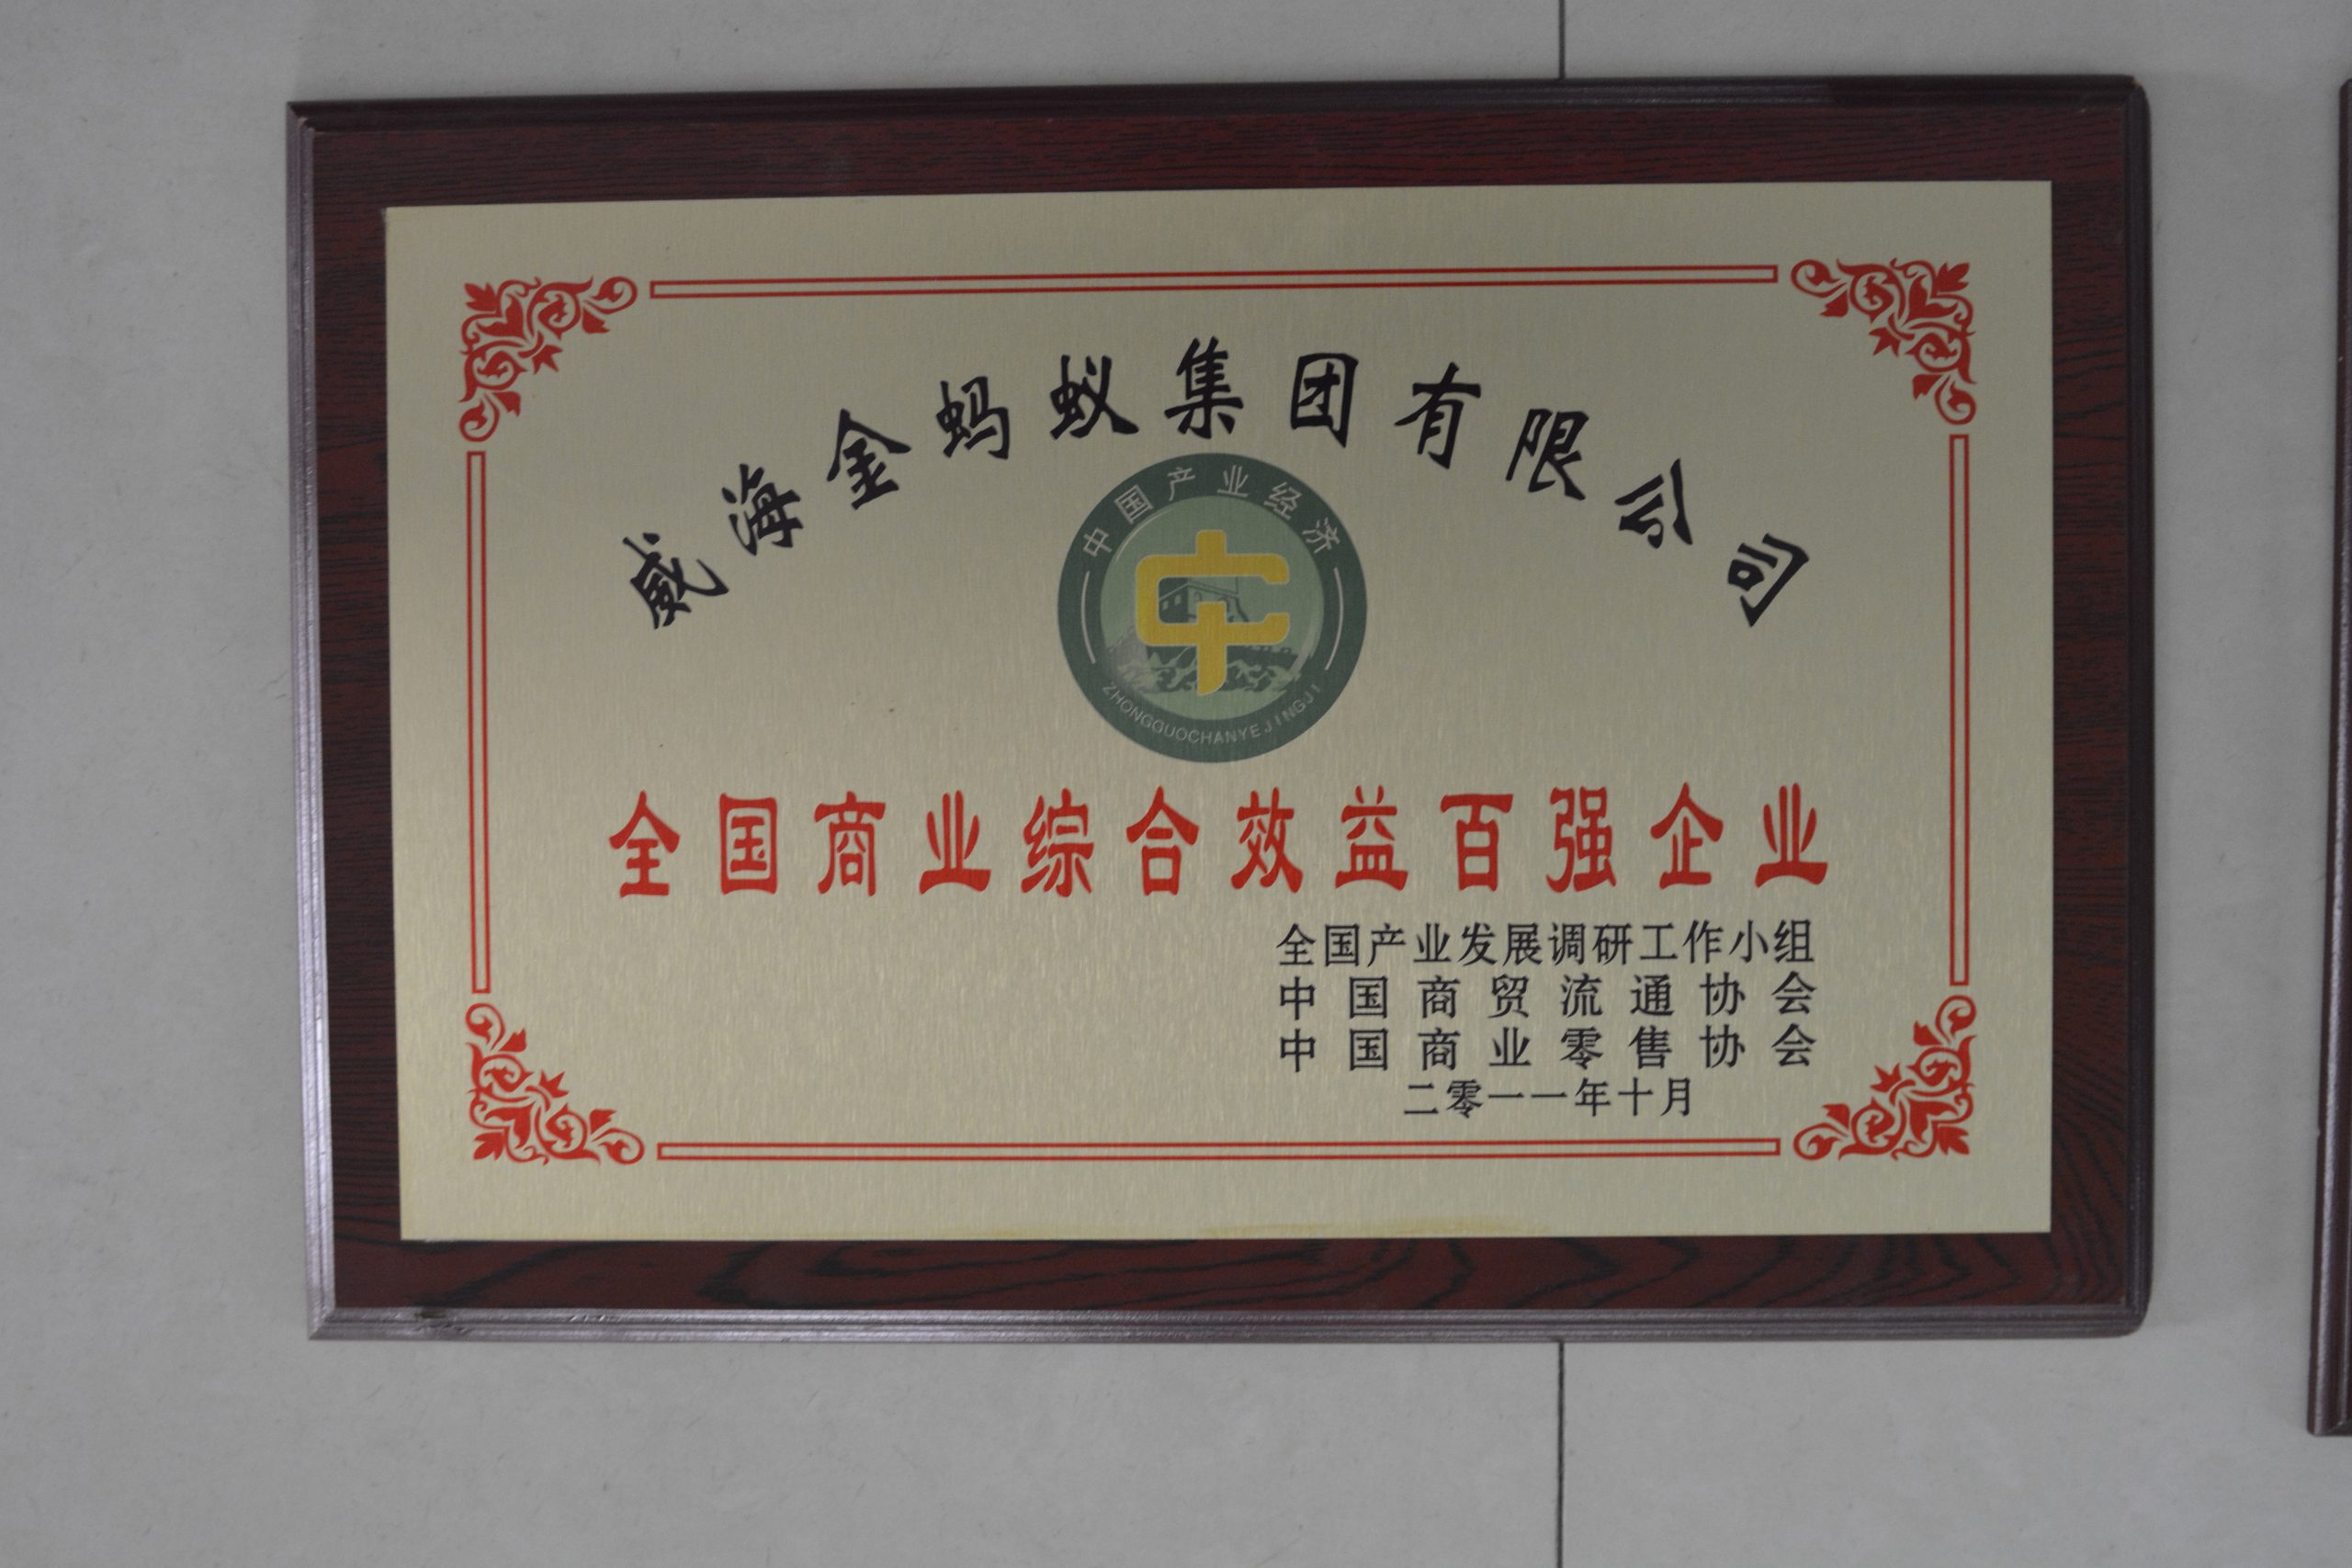 威海金蚂蚁集团有限公司
中国产业经济
ZHONGGUOCHANYEJINGJI
全国商业综合效益百强企业
全国产业发展调研工作小组
中国商贸流通协会
中国商业零售协会
二零一一年十月